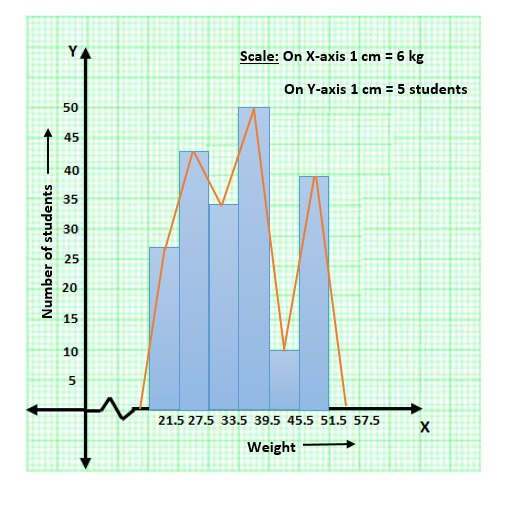 Y
Scale: On X-axis 1 cm = 6 kg
On Y-axis 1 cm = 5 students
50
45
40
35
30
25
20
15
10
5
Number of students
21.5 27.5 33.5 39.5 45.5 51.5 57.5
X
Weight